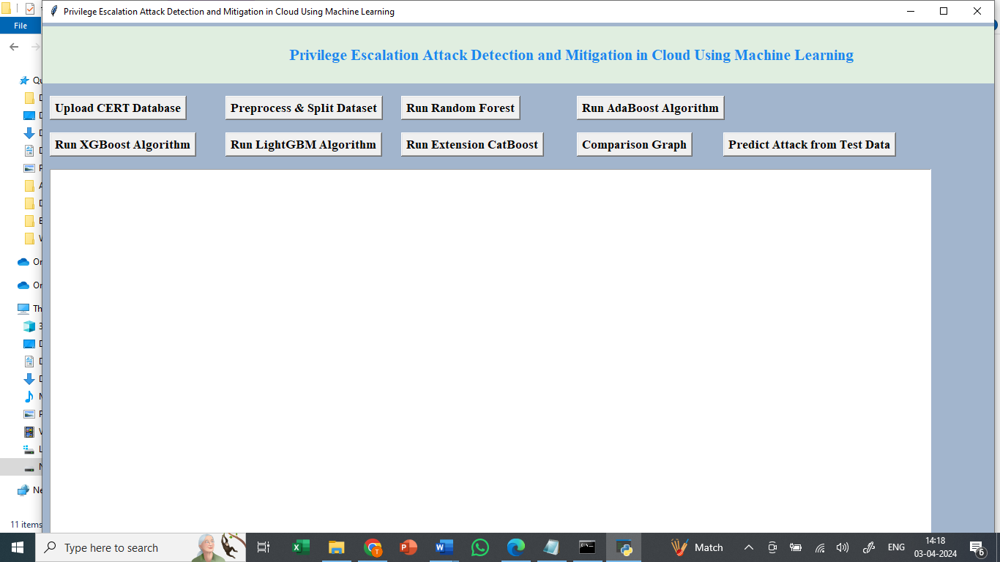 Privilege Escalation Attack Detection and Mitigation in Cloud Using Machine Learning
File
Privilege Escalation Attack Detection and Mitigation in Cloud Using Machine Learning
Upload CERT Database Preprocess & Split Dataset Run Random Forest Run AdaBoost Algorithm
Run XGBoost Algorithm Run LightGBM Algorithm Run Extension CatBoost Comparison Graph Predict Attack from Test Data
11 items
Type here to search Match ENG 14:18
03-04-2024 6